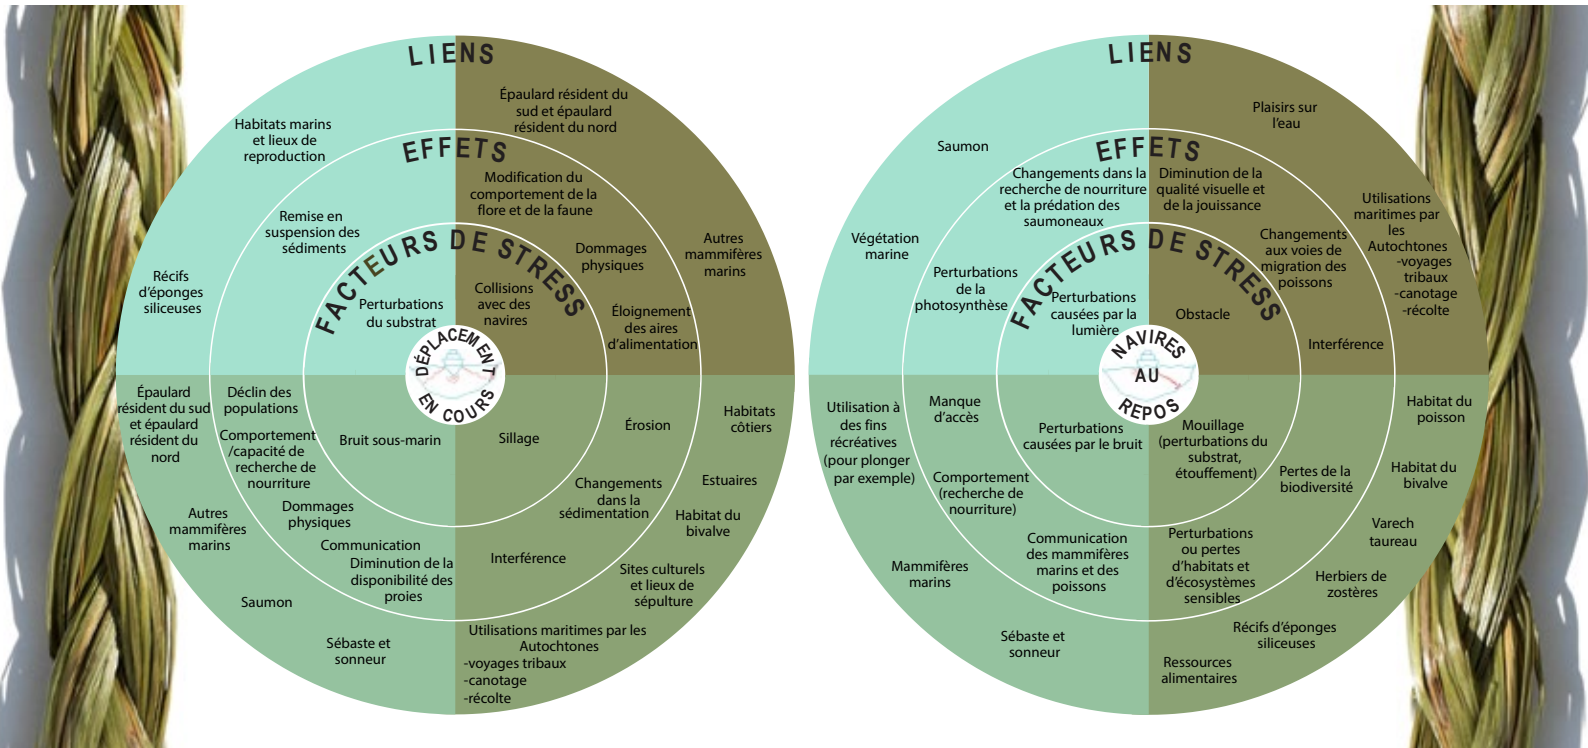 LIENS
Épaulard résident du
sud et épaulard
résident du nord
Habitats marins
et lieux de
reproduction
EFFETS
Modification du
comportement de la
flore et de la faune
Remise en
suspension des
sédiments
FACTEURS DE STRESS
Dommages
physiques
Autres
mammifères
marins
Récifs
d'éponges
siliceuses
Perturbations
du substrat
Collisions
avec des
navires
Éloignement
des aires
d'alimentation
DÉPLACEMENT
EN COURS
Épaulard
résident du sud
et épaulard
résident du
nord
Déclin des
populations
Comportement
/capacité de
recherche de
nourriture
Bruit sous-marin
Sillage
Érosion
Habitats
côtiers
Dommages
physiques
Changements
dans la
sédimentation
Estuaires
Autres
mammifères
marins
Habitat du
bivalve
Communication
Diminution de la
disponibilité des
proies
Interférence
Sites culturels
et lieux de
sépulture
Saumon
Sébaste et
sonneur
Utilisations maritimes par les
Autochtones
-voyages tribaux
-canotage
-récolte
LIENS
Plaisirs sur
l'eau
Saumon
EFFETS
Changements dans la
recherche de nourriture
et la prédation des
saumoneaux
Diminution de la
qualité visuelle et
de la jouissance
Utilisations
maritimes par
les
Autochtones
-voyages
tribaux
-canotage
-récolte
Végétation
marine
FACTEURS DE STRESS
Changements
aux voies de
migration des
poissons
Perturbations
de la
photosynthèse
Perturbations
causées par la
lumière
Obstacle
Interférence
NAVIRES
AU
REPOS
Utilisation à
des fins
récréatives
(pour plonger
par exemple)
Manque
d'accès
Perturbations
causées par le bruit
Mouillage
(perturbations du
substrat,
étouffement)
Habitat du
poisson
Comportement
(recherche de
nourriture)
Pertes de la
biodiversité
Habitat du
bivalve
Communication
des mammifères
marins et des
poissons
Perturbations
ou pertes
d'habitats et
d'écosystèmes
sensibles
Varech
taureau
Mammifères
marins
Herbiers de
zostères
Sébaste et
sonneur
Récifs d'éponges
siliceuses
Ressources
alimentaires